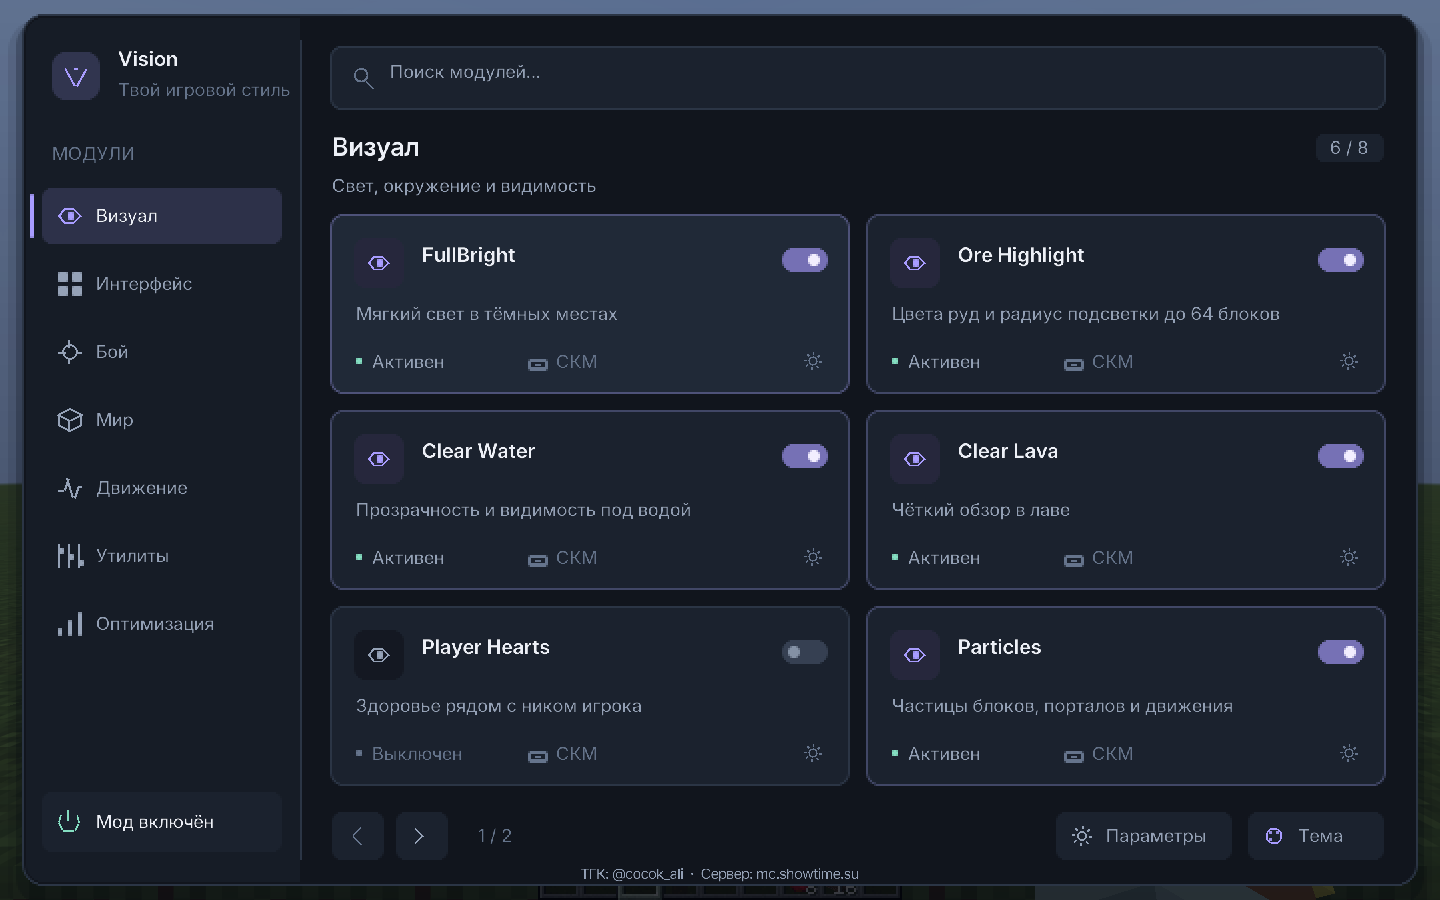 Vision
Твой игровой стиль
МОДУЛИ
Визуал
Интерфейс
Бой
Мир
Движение
Утилиты
Оптимизация
Мод включён
Поиск модулей...
Визуал
6 / 8
Свет, окружение и видимость
FullBright
Мягкий свет в тёмных местах
Активен
СКМ
Ore Highlight
Цвета руд и радиус подсветки до 64 блоков
Активен
СКМ
Clear Water
Прозрачность и видимость под водой
Активен
СКМ
Clear Lava
Чёткий обзор в лаве
Активен
СКМ
Player Hearts
Здоровье рядом с ником игрока
Выключен
СКМ
Particles
Частицы блоков, порталов и движения
Активен
СКМ
1 / 2
Параметры
Тема
ТГК: @cocok_ali · Сервер: mc.showtime.su